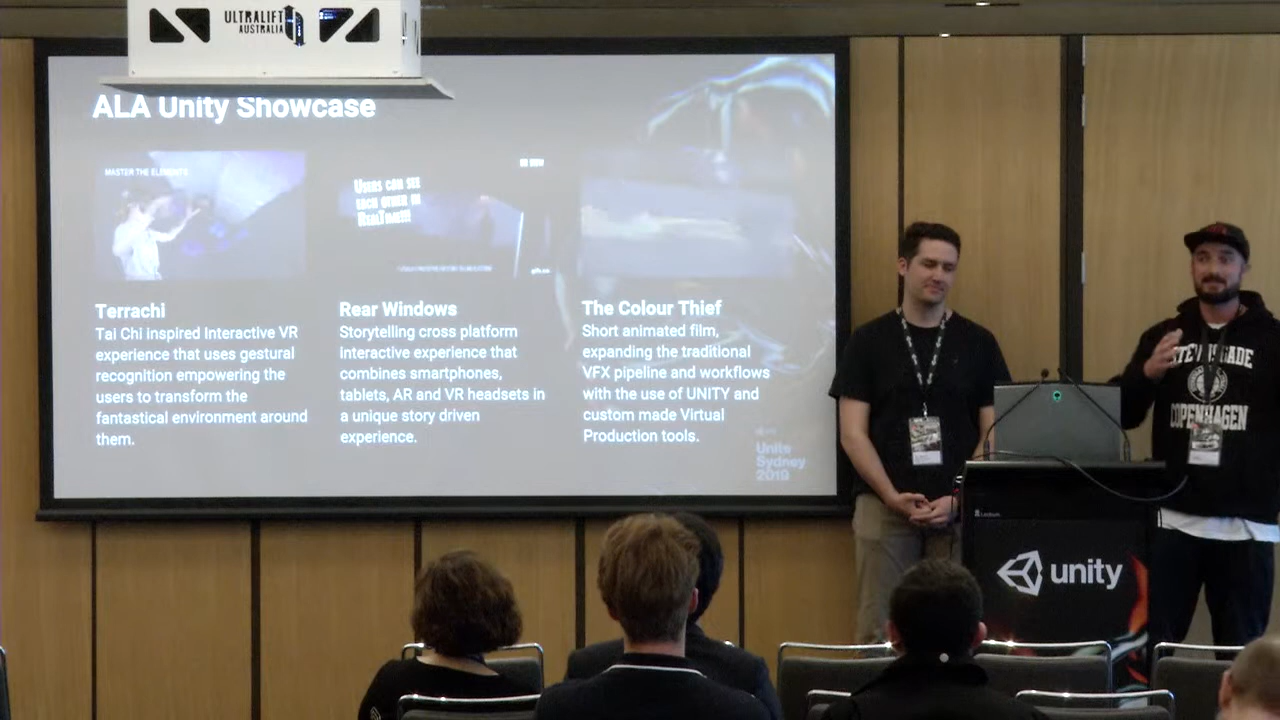 ULTRALIFT
AUSTRALIA
ALA Unity Showcase
MASTER THE ELEMENTS
USERS CAN SEE
EACH OTHER IN
REALTIME!!!
Terrachi
Tai Chi inspired Interactive VR
experience that uses gestural
recognition empowering the
users to transform the
fantastical environment around
them.
Rear Windows
Storytelling cross platform
Interactive experience that
combines smartphones,
tablets, AR and VR headsets in
a unique story driven
experience.
The Colour Thief
Short animated film,
expanding the traditional
VFX pipeline and workflows
with the use of UNITY and
custom made Virtual
Production tools.
Unite
Sydney
2019
COPENHAGEN
unity